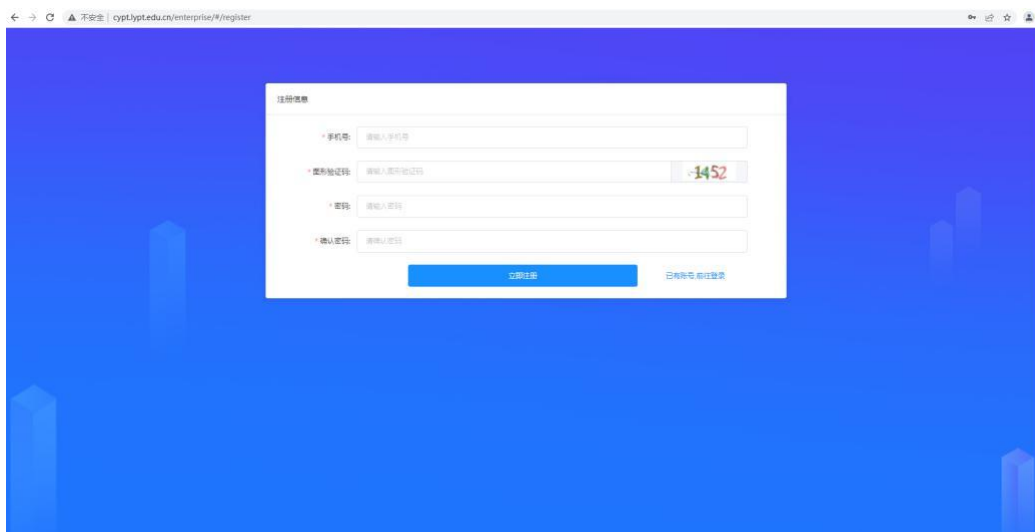 不安全 | cypt.lypt.edu.cn/enterprise/#/register
注册信息
* 手机号: 请输入手机号
* 图形验证码: 请输入图形验证码 1452
* 密码: 请输入密码
* 确认密码: 请确认密码
立即注册 已有账号,前往登录